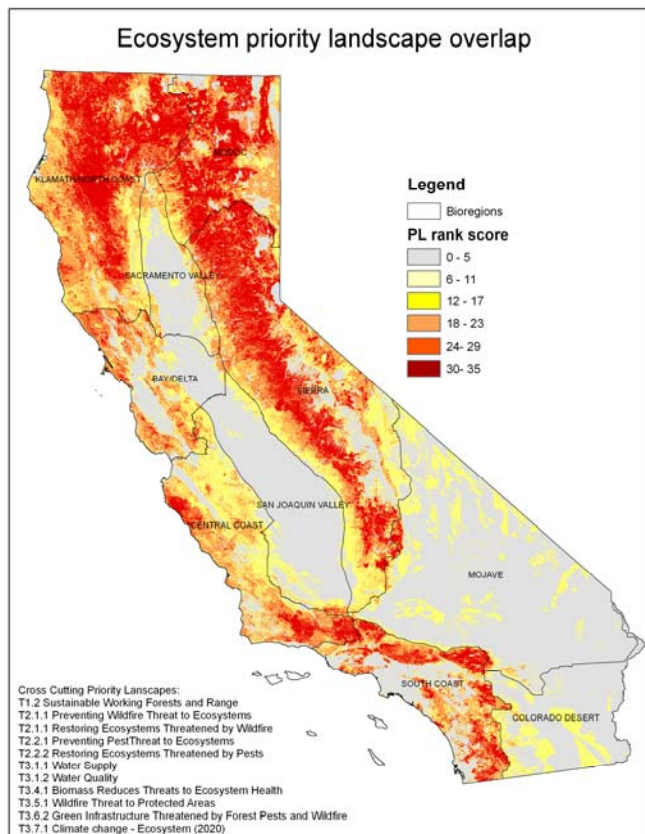 Ecosystem priority landscape overlap
MODOC
KLAMATH/NORTH COAST
Legend
Bioregions
PL rank score
0 - 5
6 - 11
12 - 17
18 - 23
24- 29
30- 35
SACRAMENTO VALLEY
BAY/DELTA
SIERRA
SAN JOAQUIN VALLEY
CENTRAL COAST
MOJAVE
SOUTH COAST
COLORADO DESERT
Cross Cutting Priority Lanscapes:
T1.2 Sustainable Working Forests and Range
T2.1.1 Preventing Wildfire Threat to Ecosystems
T2.1.1 Restoring Ecosystems Threatened by Wildfire
T2.2.1 Preventing PestThreat to Ecosystems
T2.2.2 Restoring Ecosystems Threatened by Pests
T3.1.1 Water Supply
T3.1.2 Water Quality
T3.4.1 Biomass Reduces Threats to Ecosystem Health
T3.5.1 Wildfire Threat to Protected Areas
T3.6.2 Green Infrastructure Threatened by Forest Pests and Wildfire
T3.7.1 Climate change - Ecosystem (2020)